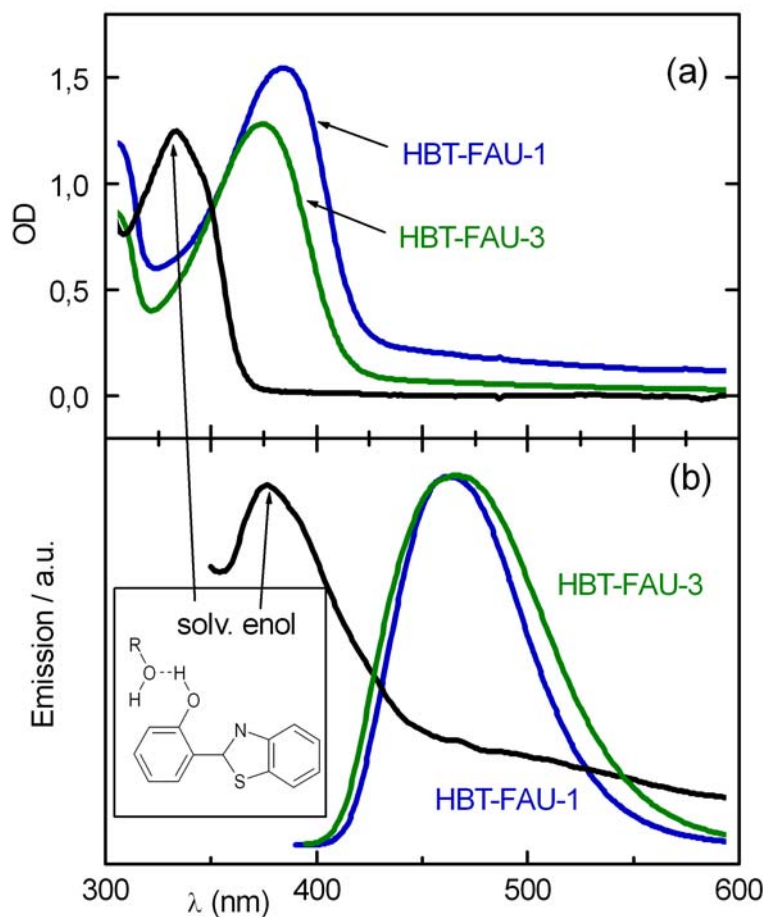 (a)
1,5
HBT-FAU-1
1,0
HBT-FAU-3
OD
0,5
0,0
(b)
HBT-FAU-3
Emission / a.u.
solv. enol
R
O H
H O
N
S
HBT-FAU-1
300 400 500 600
λ (nm)